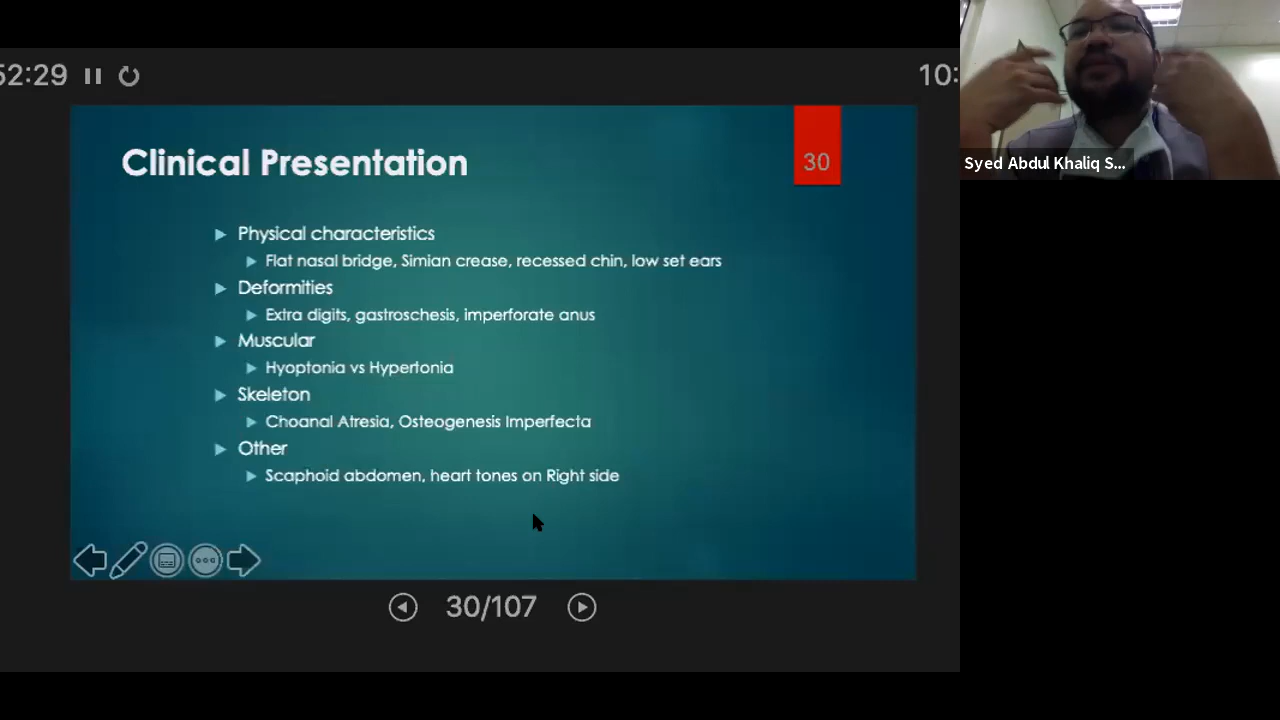 52:29
10:
Clinical Presentation
30
Physical characteristics
Flat nasal bridge, Simian crease, recessed chin, low set ears
Deformities
Extra digits, gastroschesis, imperforate anus
Muscular
Hyoptonia vs Hypertonia
Skeleton
Choanal Atresia, Osteogenesis Imperfecta
Other
Scaphoid abdomen, heart tones on Right side
30/107
Syed Abdul Khaliq S...